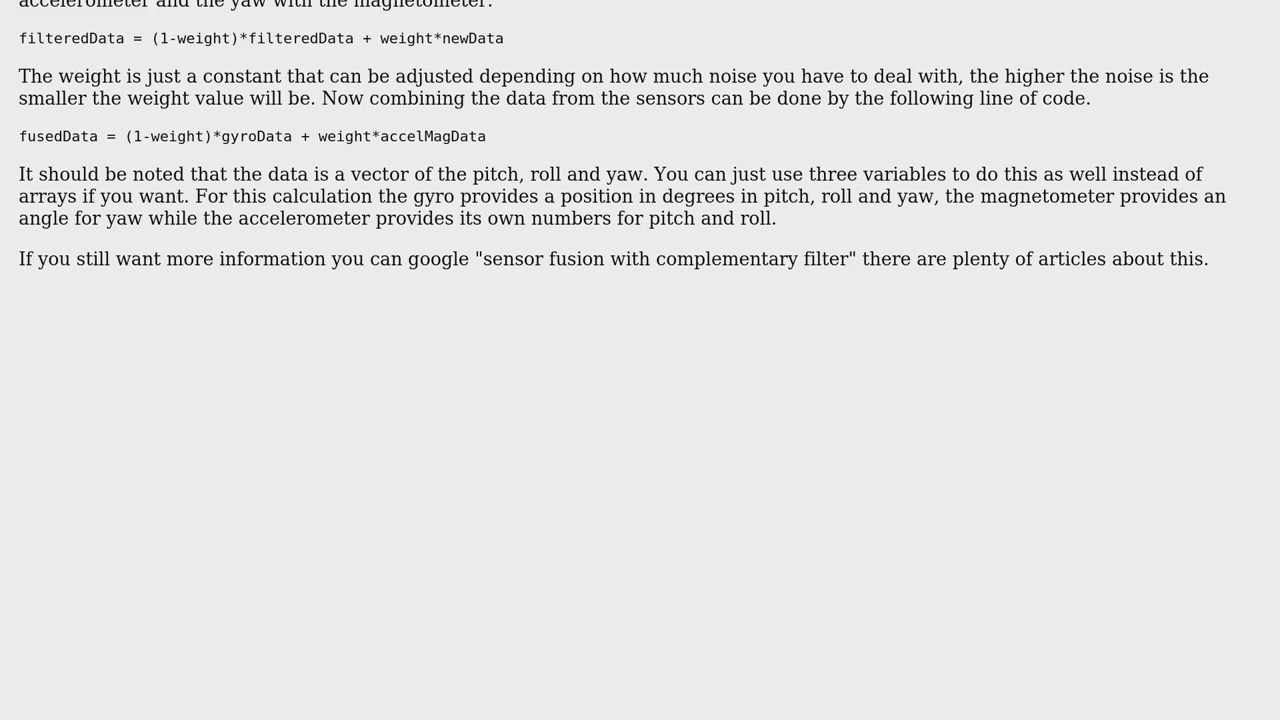 accelerometer and the yaw with the magnetometer.
filteredData = (1-weight)*filteredData + weight*newData
The weight is just a constant that can be adjusted depending on how much noise you have to deal with, the higher the noise is the
smaller the weight value will be. Now combining the data from the sensors can be done by the following line of code.
fusedData = (1-weight)*gyroData + weight*accelMagData
It should be noted that the data is a vector of the pitch, roll and yaw. You can just use three variables to do this as well instead of
arrays if you want. For this calculation the gyro provides a position in degrees in pitch, roll and yaw, the magnetometer provides an
angle for yaw while the accelerometer provides its own numbers for pitch and roll.
If you still want more information you can google "sensor fusion with complementary filter" there are plenty of articles about this.